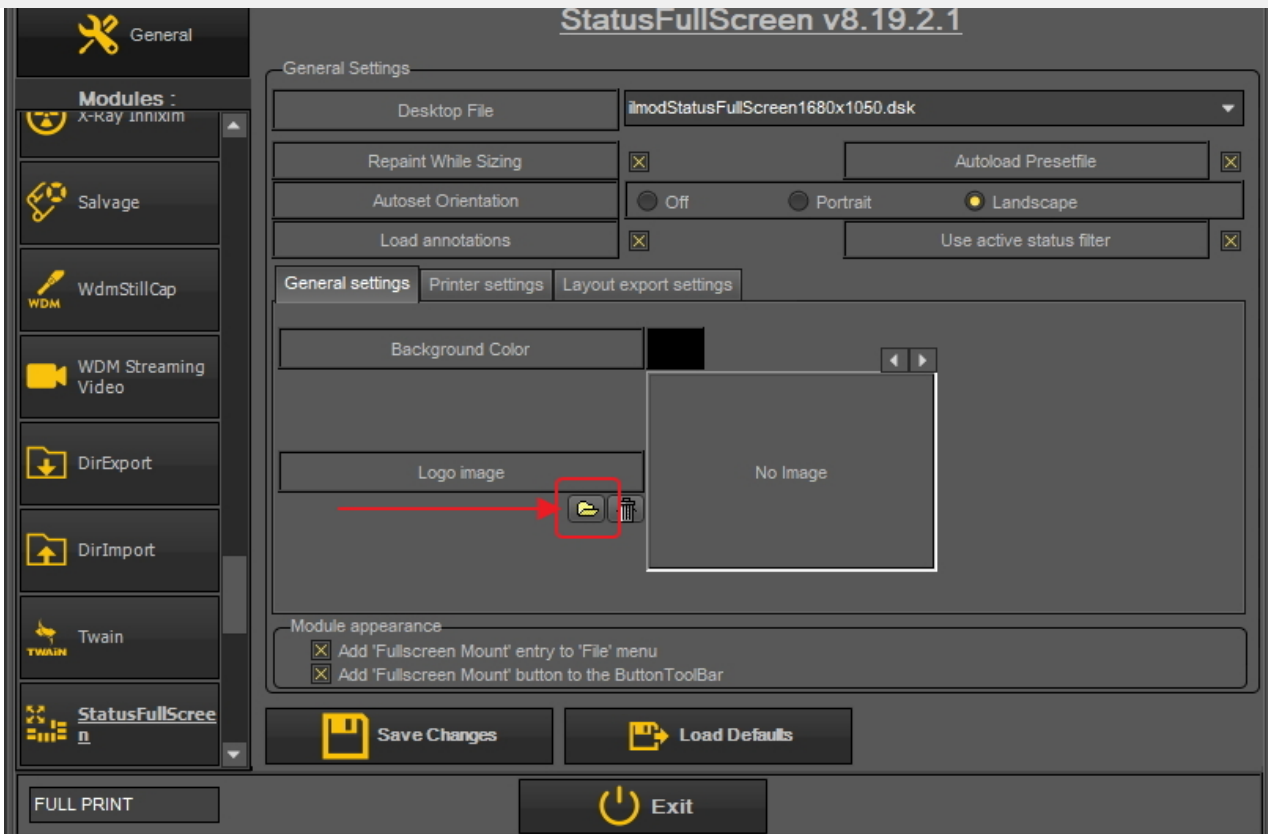 General
StatusFullScreen v8.19.2.1
Modules :
X-Ray Innixim
Salvage
WDM
WdmStillCap
WDM Streaming
Video
DirExport
DirImport
TWAIN
Twain
StatusFullScree
n
General Settings
Desktop File
ilmodStatusFullScreen1680x1050.dsk
Repaint While Sizing
Autoload Presetfile
Autoset Orientation
Off
Portrait
Landscape
Load annotations
Use active status filter
General settings
Printer settings
Layout export settings
Background Color
Logo image
No Image
Module appearance
Add 'Fullscreen Mount' entry to 'File' menu
Add 'Fullscreen Mount' button to the ButtonToolBar
Save Changes
Load Defaults
FULL PRINT
Exit